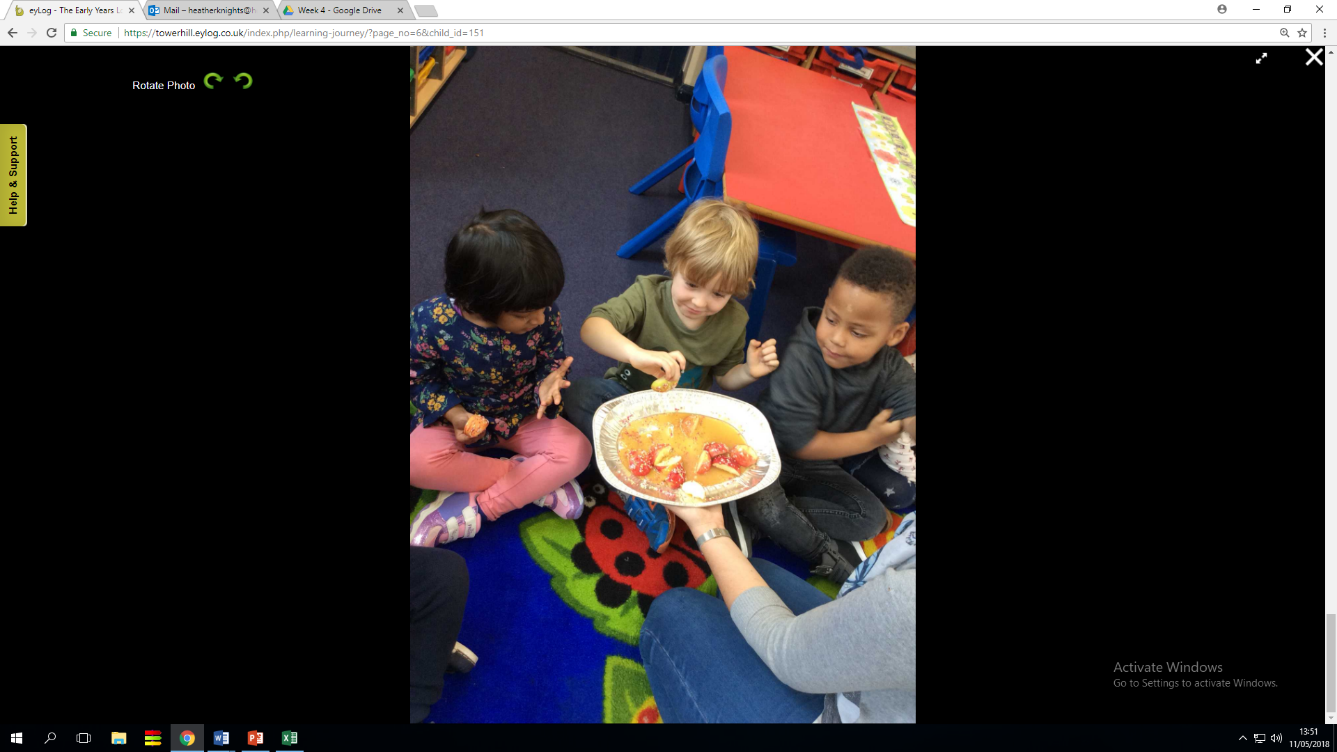 eyLog - The Early Years L
Mail – heatherknights@h
Week 4 - Google Drive
Secure
https://towerhill.eylog.co.uk/index.php/learning-journey/?page_no=6&child_id=151
Rotate Photo
Help & Support
Activate Windows
Go to Settings to activate Windows.
13:51
11/05/2018